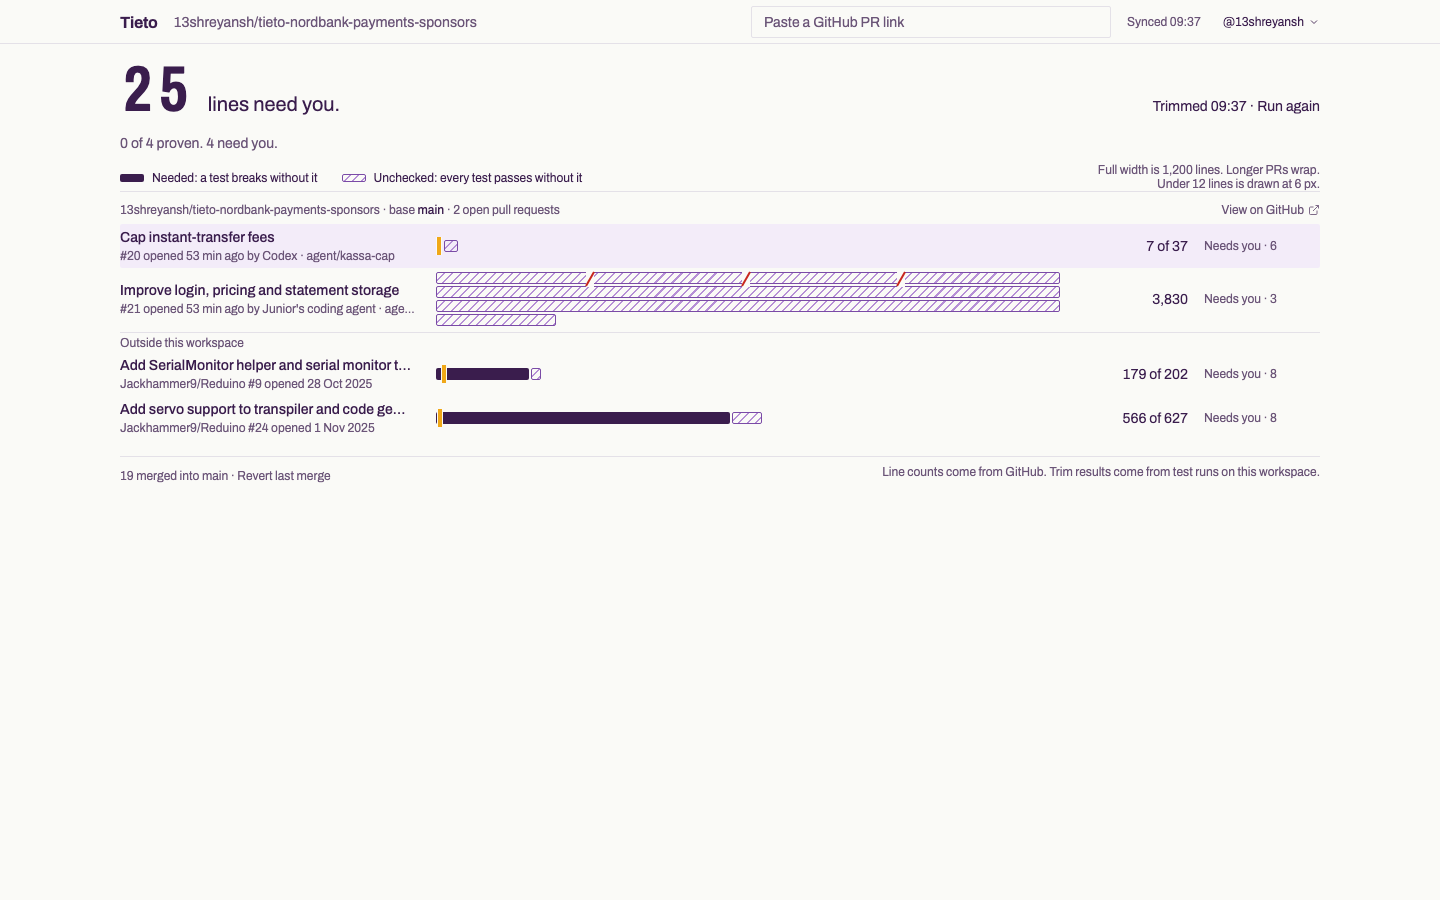 Tieto 13shreyansh/tieto-nordbank-payments-sponsors Paste a GitHub PR link Synced 09:37 @13shreyansh
25 lines need you. Trimmed 09:37 · Run again
0 of 4 proven. 4 need you.
Needed: a test breaks without it Unchecked: every test passes without it Full width is 1,200 lines. Longer PRs wrap.
Under 12 lines is drawn at 6 px.
13shreyansh/tieto-nordbank-payments-sponsors · base main · 2 open pull requests View on GitHub
Cap instant-transfer fees 7 of 37 Needs you · 6
#20 opened 53 min ago by Codex · agent/kassa-cap
Improve login, pricing and statement storage 3,830 Needs you · 3
#21 opened 53 min ago by Junior's coding agent · age...
Outside this workspace
Add SerialMonitor helper and serial monitor t... 179 of 202 Needs you · 8
Jackhammer9/Reduino #9 opened 28 Oct 2025
Add servo support to transpiler and code ge... 566 of 627 Needs you · 8
Jackhammer9/Reduino #24 opened 1 Nov 2025
19 merged into main · Revert last merge Line counts come from GitHub. Trim results come from test runs on this workspace.